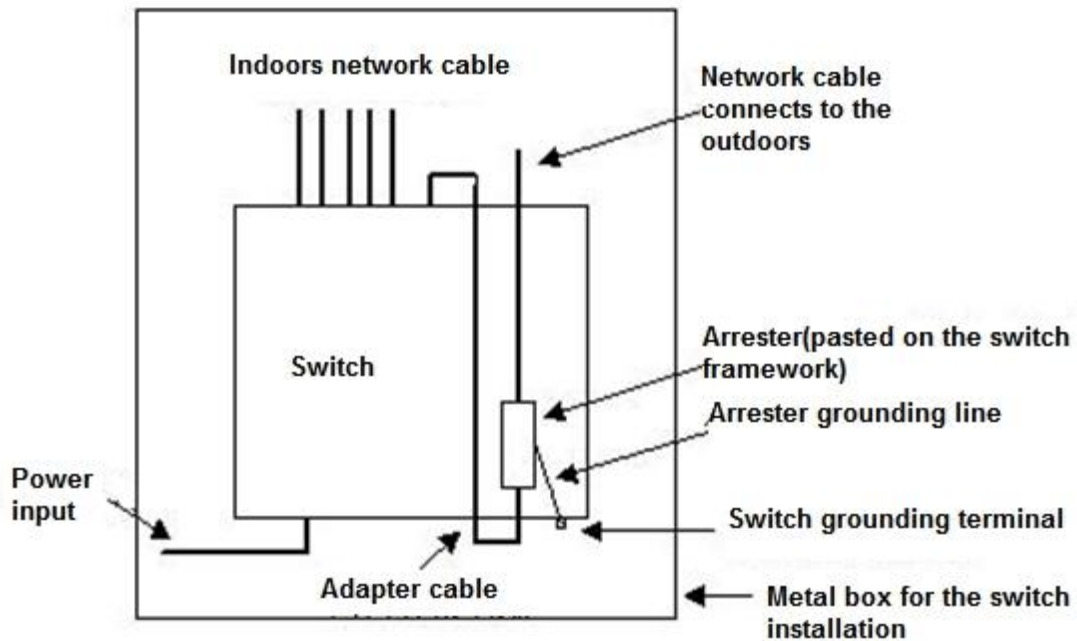 Indoors network cable
Network cable
connects to the
outdoors
Switch
Arrester(pasted on the switch
framework)
Arrester grounding line
Power
input
Switch grounding terminal
Adapter cable
Metal box for the switch
installation